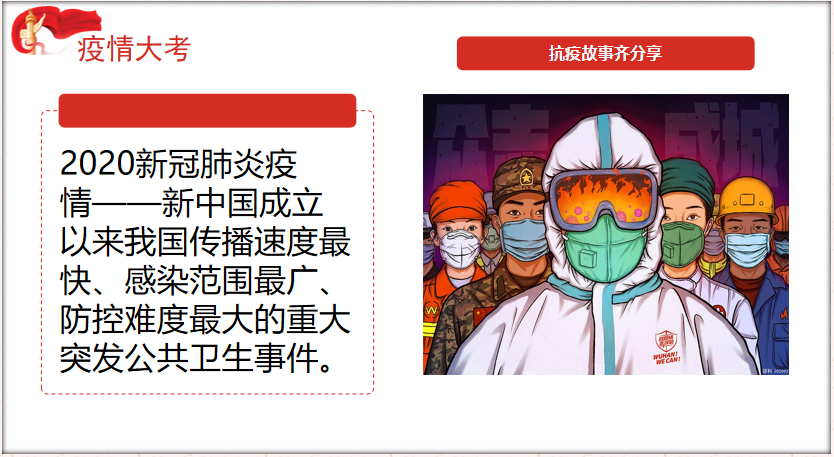 疫情大考
抗疫故事齐分享
2020新冠肺炎疫
情——新中国成立
以来我国传播速度最
快、感染范围最广、
防控难度最大的重大
突发公共卫生事件。
众志成城
WUHAN!
WE CAN!